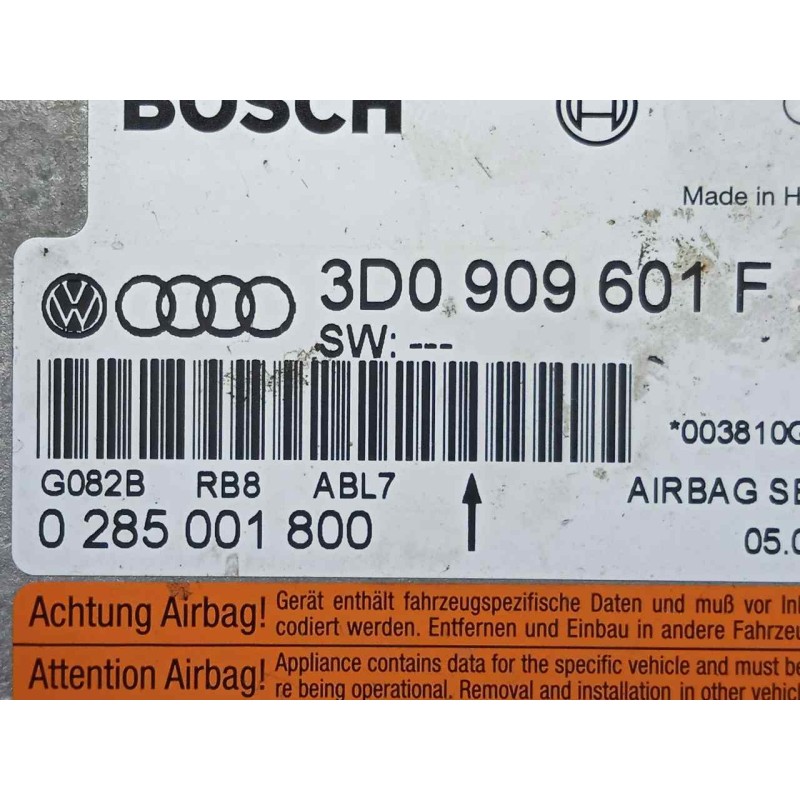 BOSCH
Made in H
3D0 909 601 F
SW: ---
*003810
G082B RB8 ABL7
AIRBAG SE
0 285 001 800
05.0
Achtung Airbag! Gerät enthält fahrzeugspezifische Daten und muß vor In
codiert werden. Entfernen und Einbau in andere Fahrzeu
Attention Airbag! Appliance contains data for the specific vehicle and must be
re being operational. Removal and installation in other vehic